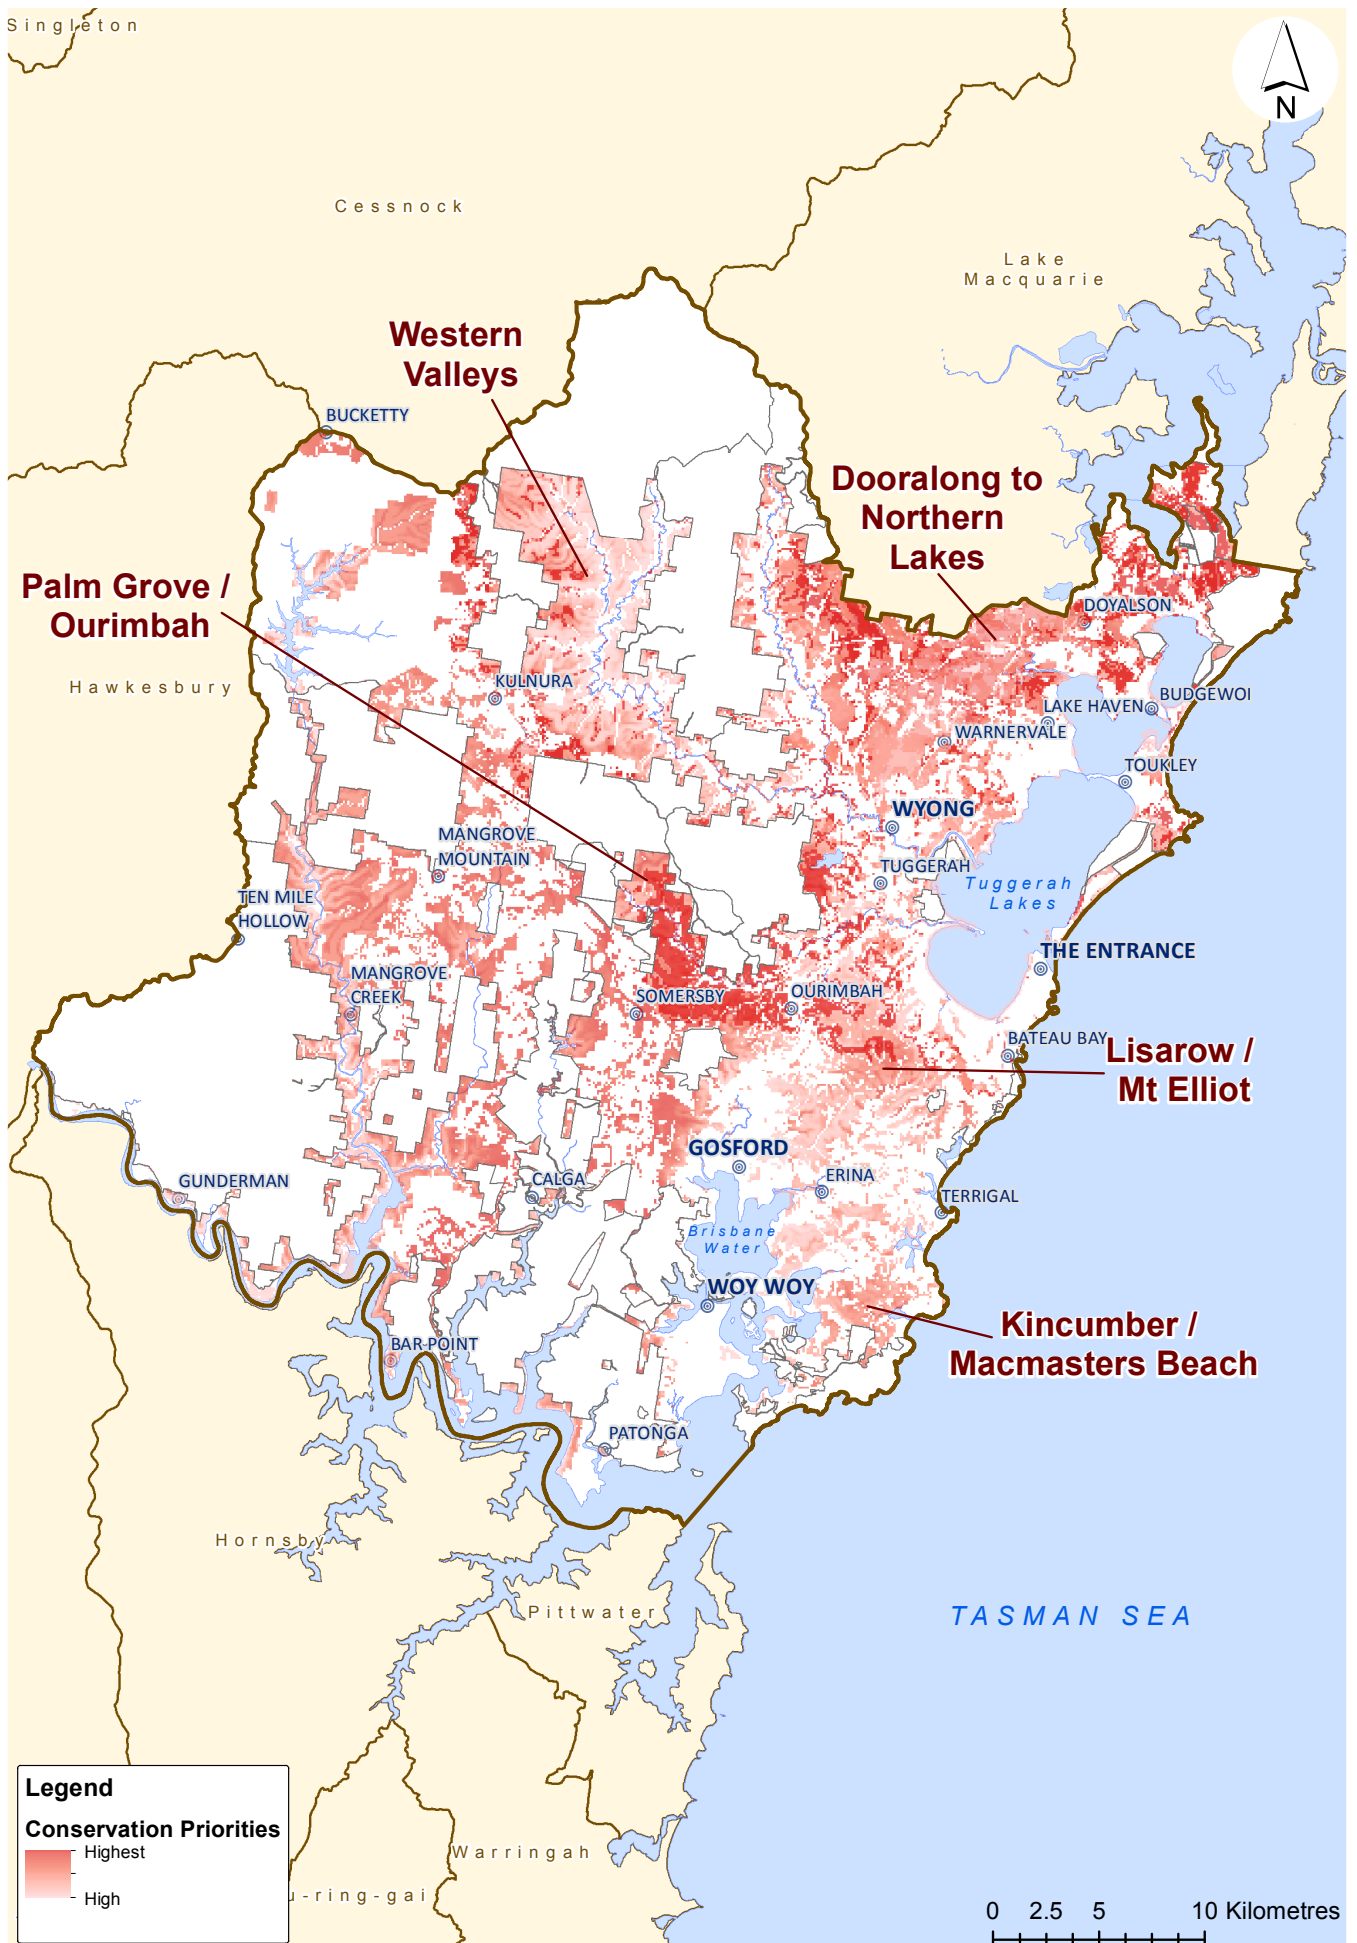 Singleton
N
Cessnock
Lake
Macquarie
Western
Valleys
BUCKETTY
Dooralong to
Northern
Lakes
Palm Grove /
Ourimbah
DOYALSON
Hawkesbury
KULNURA
BUDGEWOI
LAKE HAVEN
WARNERVALE
TOUKLEY
WYONG
MANGROVE
MOUNTAIN
TUGGERAH
Tuggerah
Lakes
TEN MILE
HOLLOW
THE ENTRANCE
MANGROVE
CREEK
SOMERSBY
OURIMBAH
BATEAU BAY
Lisarow /
Mt Elliot
GOSFORD
ERINA
CALGA
GUNDERMAN
TERRIGAL
Brisbane
Water
WOY WOY
Kincumber /
Macmasters Beach
BAR POINT
PATONGA
Hornsby
Pittwater
TASMAN SEA
Legend
Conservation Priorities
Highest
High
Warringah
u-ring-gai
0 2.5 5 10 Kilometres